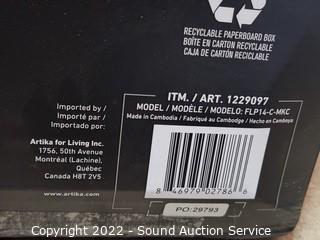 RECYCLABLE PAPERBOARD BOX
BOÎTE EN CARTON RECYCLABLE
CAJA DE CARTÓN RECICLABLE
ITM. / ART. 1229097
MODEL / MODÈLE / MODELO: FLP14-C-MKC
Made in Cambodia / Fabriqué au Cambodge / Hecho en Camboya
Imported by /
Importé par /
Importado por:
Artika for Living Inc.
1756, 50th Avenue
Montréal (Lachine),
Québec
Canada H8T 2V5
www.artika.com
8 46979 02786 6
PO:29793
Copyright 2022 - Sound Auction Service